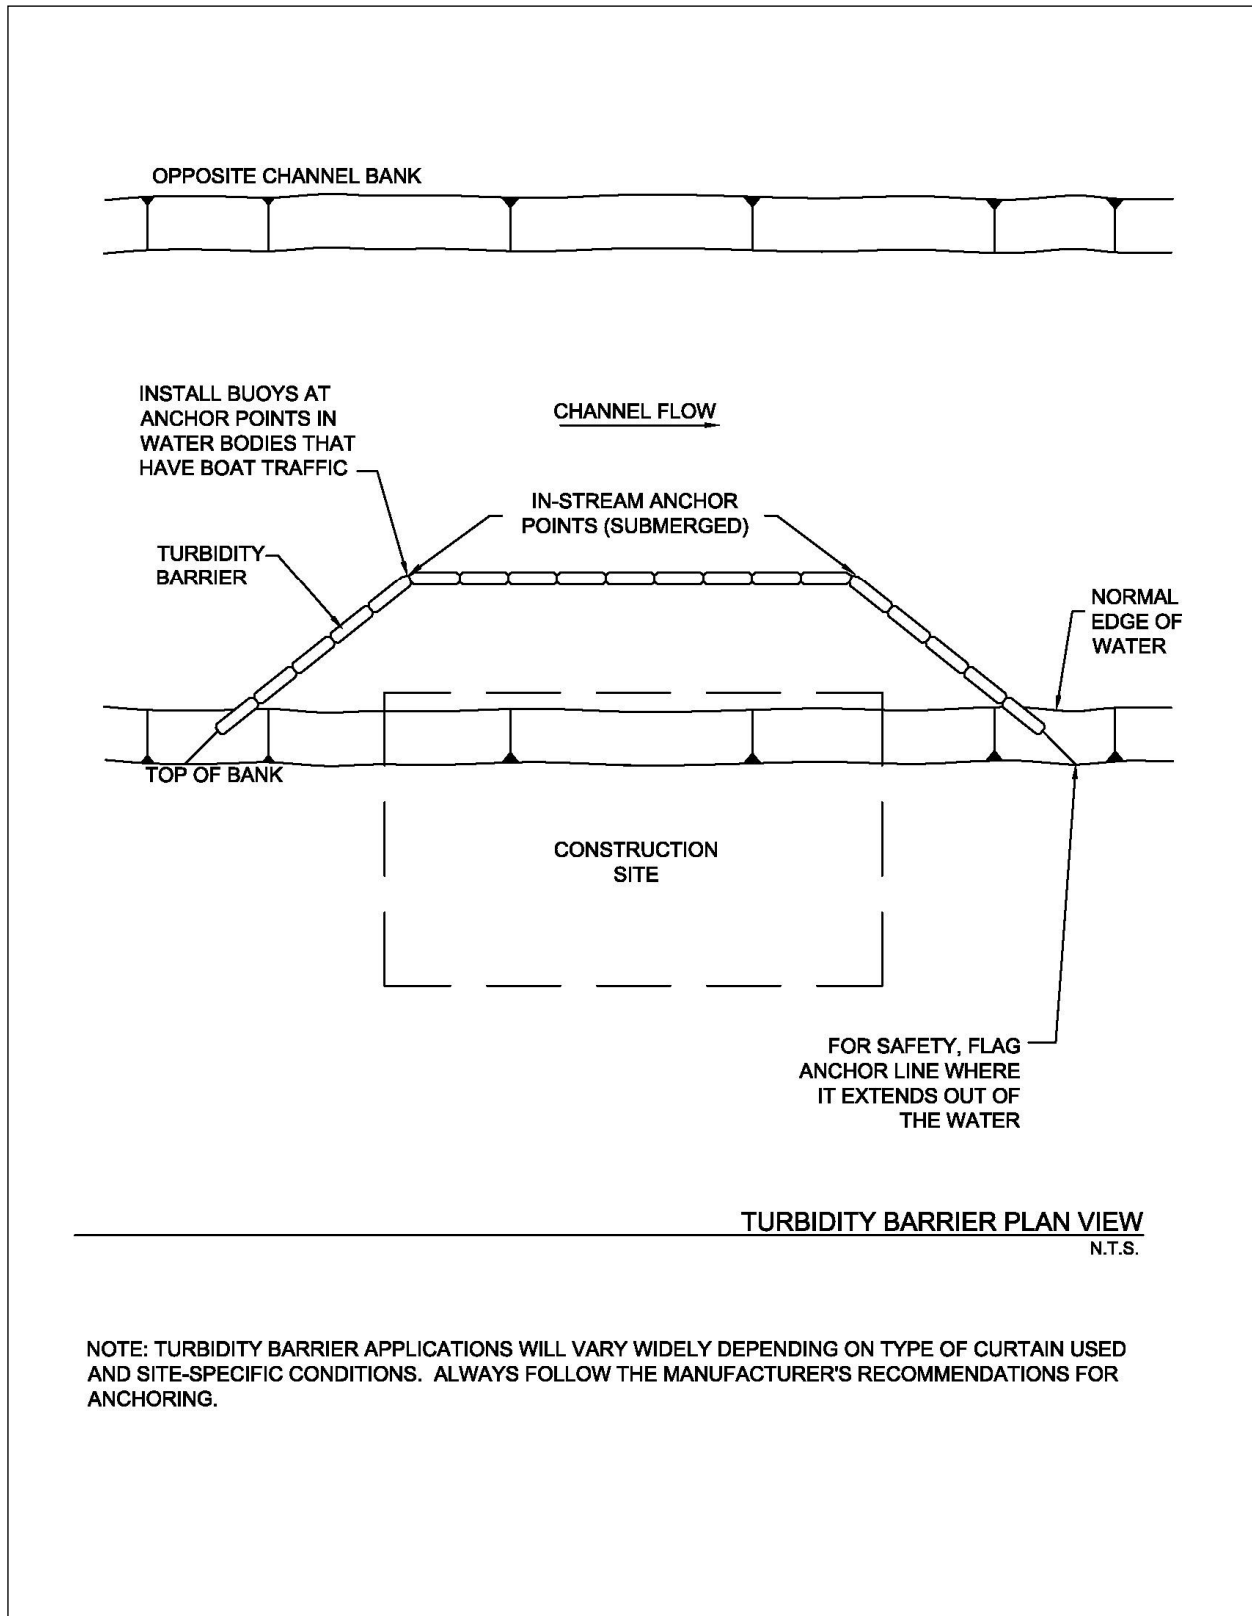 OPPOSITE CHANNEL BANK
INSTALL BUOYS AT
ANCHOR POINTS IN
WATER BODIES THAT
HAVE BOAT TRAFFIC
CHANNEL FLOW
IN-STREAM ANCHOR
POINTS (SUBMERGED)
TURBIDITY
BARRIER
NORMAL
EDGE OF
WATER
TOP OF BANK
CONSTRUCTION
SITE
FOR SAFETY, FLAG
ANCHOR LINE WHERE
IT EXTENDS OUT OF
THE WATER
TURBIDITY BARRIER PLAN VIEW
N.T.S.
NOTE: TURBIDITY BARRIER APPLICATIONS WILL VARY WIDELY DEPENDING ON TYPE OF CURTAIN USED
AND SITE-SPECIFIC CONDITIONS. ALWAYS FOLLOW THE MANUFACTURER'S RECOMMENDATIONS FOR
ANCHORING.